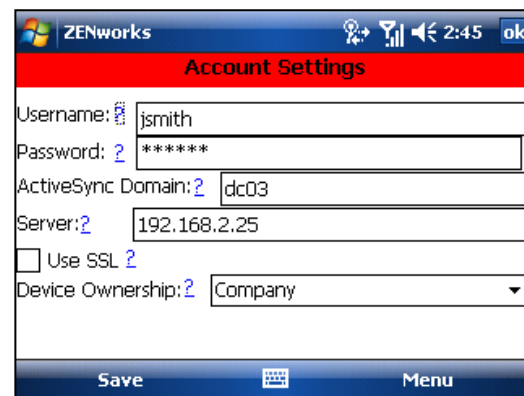 ZENworks 2:45 ok
Account Settings
Username: ? jsmith
Password: ? ******
ActiveSync Domain: ? dc03
Server: ? 192.168.2.25
Use SSL ?
Device Ownership: ? Company
Save Menu